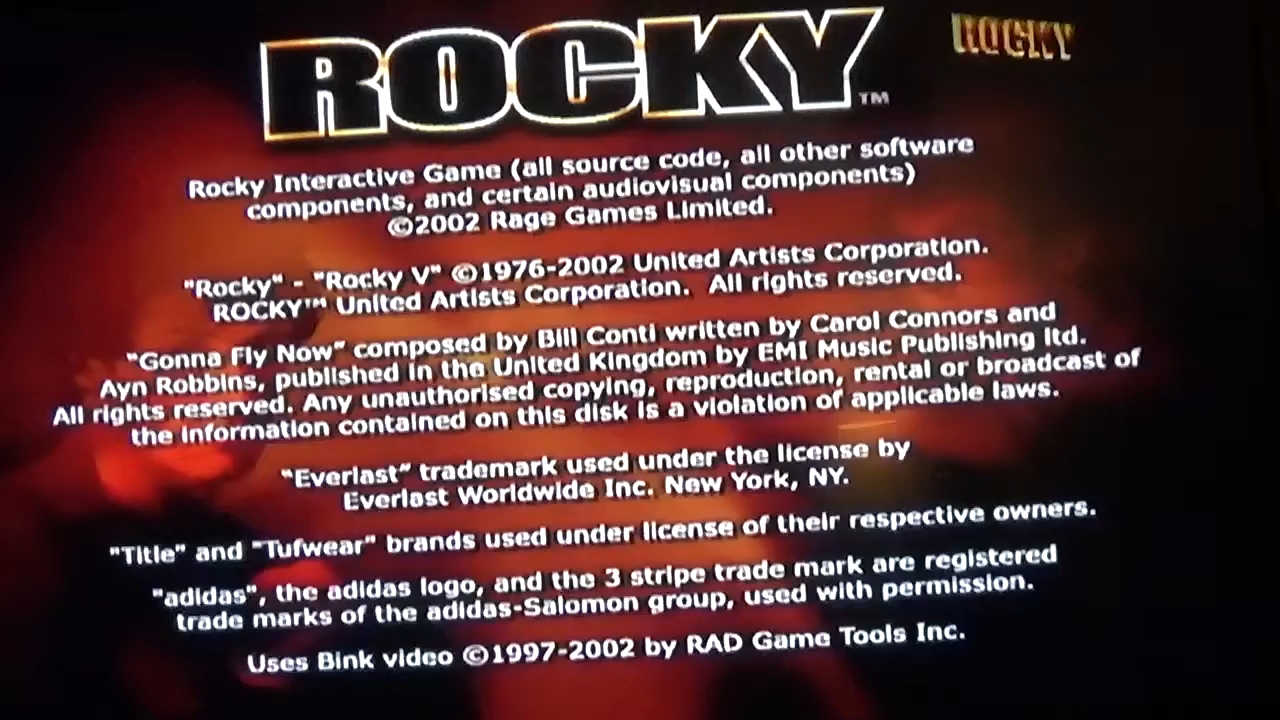 ROCKY™
ROCKY
Rocky Interactive Game (all source code, all other software
components, and certain audiovisual components)
©2002 Rage Games Limited.
"Rocky" - "Rocky V" ©1976-2002 United Artists Corporation.
ROCKY™ United Artists Corporation. All rights reserved.
"Gonna Fly Now" composed by Bill Conti written by Carol Connors and
Ayn Robbins, published in the United Kingdom by EMI Music Publishing ltd.
All rights reserved. Any unauthorised copying, reproduction, rental or broadcast of
the information contained on this disk is a violation of applicable laws.
"Everlast" trademark used under the license by
Everlast Worldwide Inc. New York, NY.
"Title" and "Tufwear" brands used under license of their respective owners.
"adidas", the adidas logo, and the 3 stripe trade mark are registered
trade marks of the adidas-Salomon group, used with permission.
Uses Bink video ©1997-2002 by RAD Game Tools Inc.